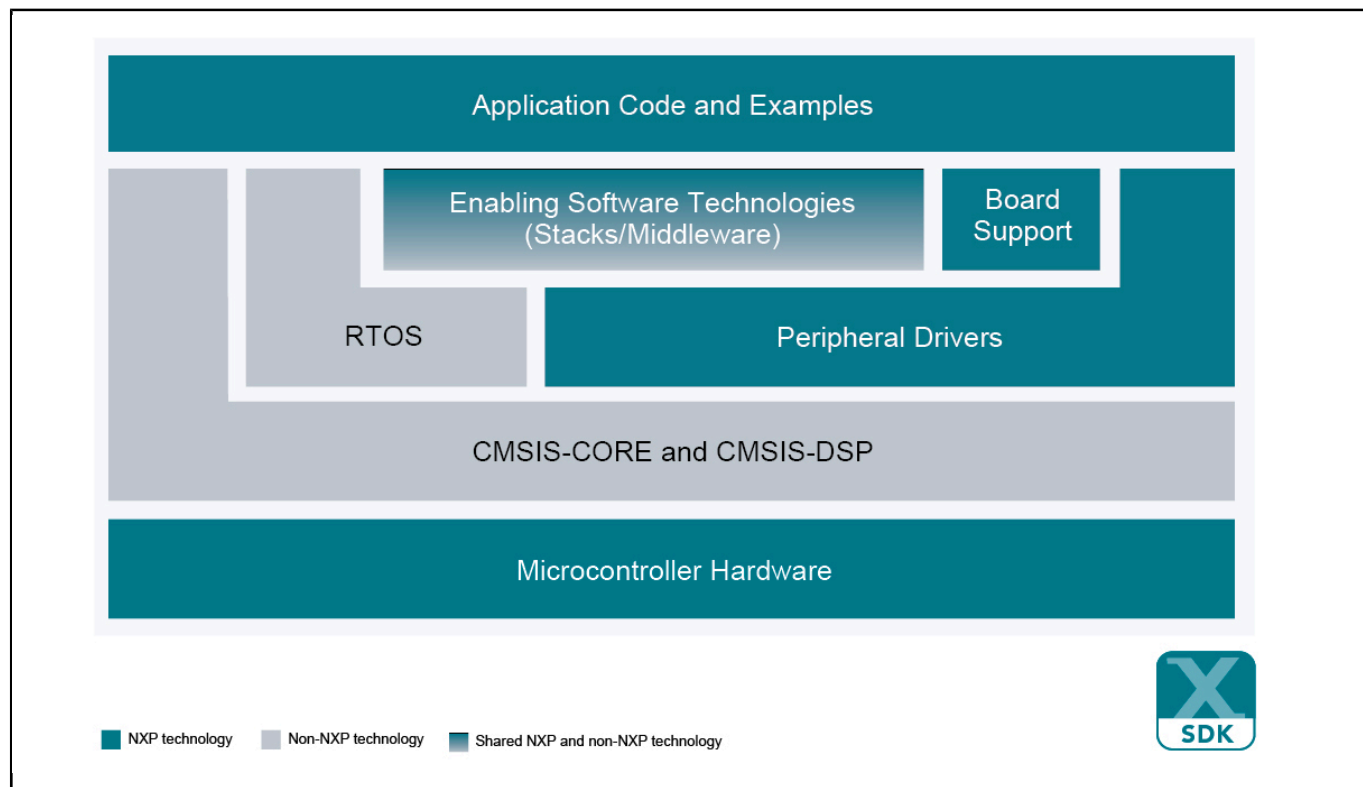 Application Code and Examples
Enabling Software Technologies
(Stacks/Middleware)
Board
Support
RTOS
Peripheral Drivers
CMSIS-CORE and CMSIS-DSP
Microcontroller Hardware
NXP technology
Non-NXP technology
Shared NXP and non-NXP technology
X
SDK